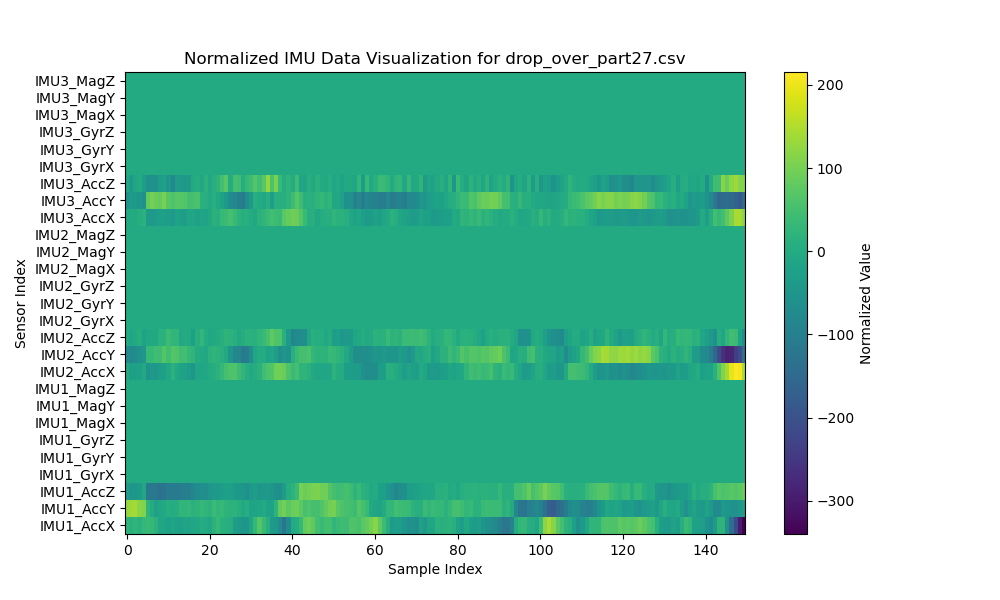 Normalized IMU Data Visualization for drop_over_part27.csv
Sensor Index
IMU3_MagZ
IMU3_MagY
IMU3_MagX
IMU3_GyrZ
IMU3_GyrY
IMU3_GyrX
IMU3_AccZ
IMU3_AccY
IMU3_AccX
IMU2_MagZ
IMU2_MagY
IMU2_MagX
IMU2_GyrZ
IMU2_GyrY
IMU2_GyrX
IMU2_AccZ
IMU2_AccY
IMU2_AccX
IMU1_MagZ
IMU1_MagY
IMU1_MagX
IMU1_GyrZ
IMU1_GyrY
IMU1_GyrX
IMU1_AccZ
IMU1_AccY
IMU1_AccX
0 20 40 60 80 100 120 140
Sample Index
200
100
0
−100
−200
−300
Normalized Value